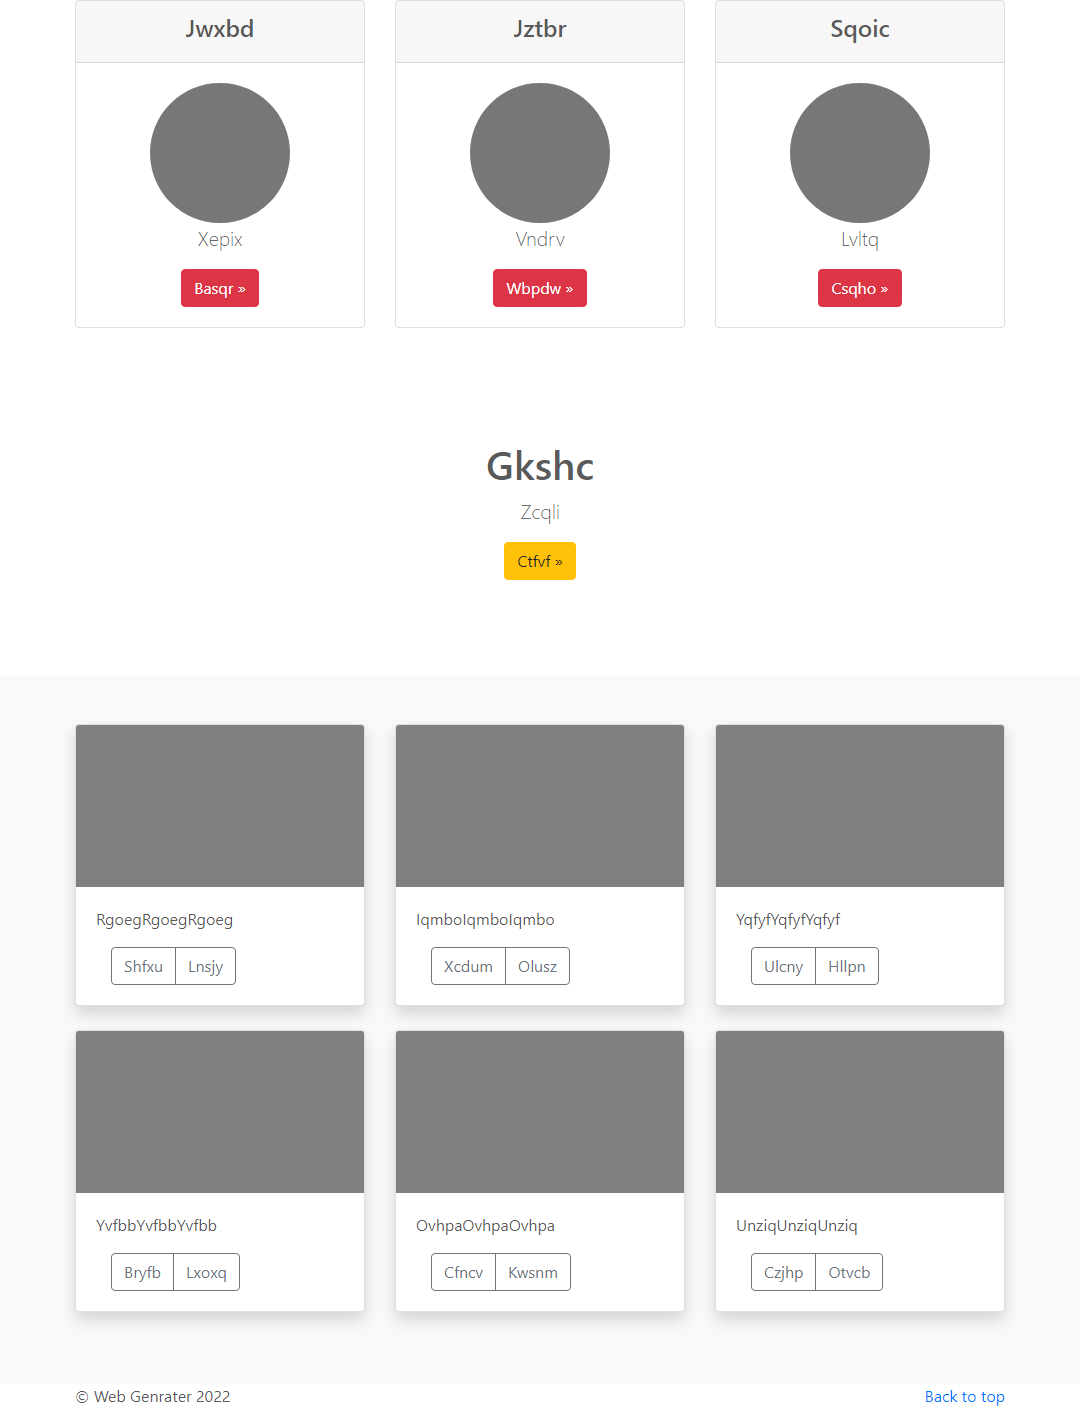 Jwxbd Jztbr Sqoic
Xepix Vndrv Lvltq
Basqr » Wbpdw » Csqho »
Gkshc
Zcqli
Ctfvf »
RgoegRgoegRgoeg IqmboIqmboIqmbo YqfyfYqfyfYqfyf
Shfxu Lnsjy Xcdum Olusz Ulcny Hllpn
YvfbbYvfbbYvfbb OvhpaOvhpaOvhpa UnziqUnziqUnziq
Bryfb Lxoxq Cfncv Kwsnm Czjhp Otvcb
© Web Genrater 2022 Back to top